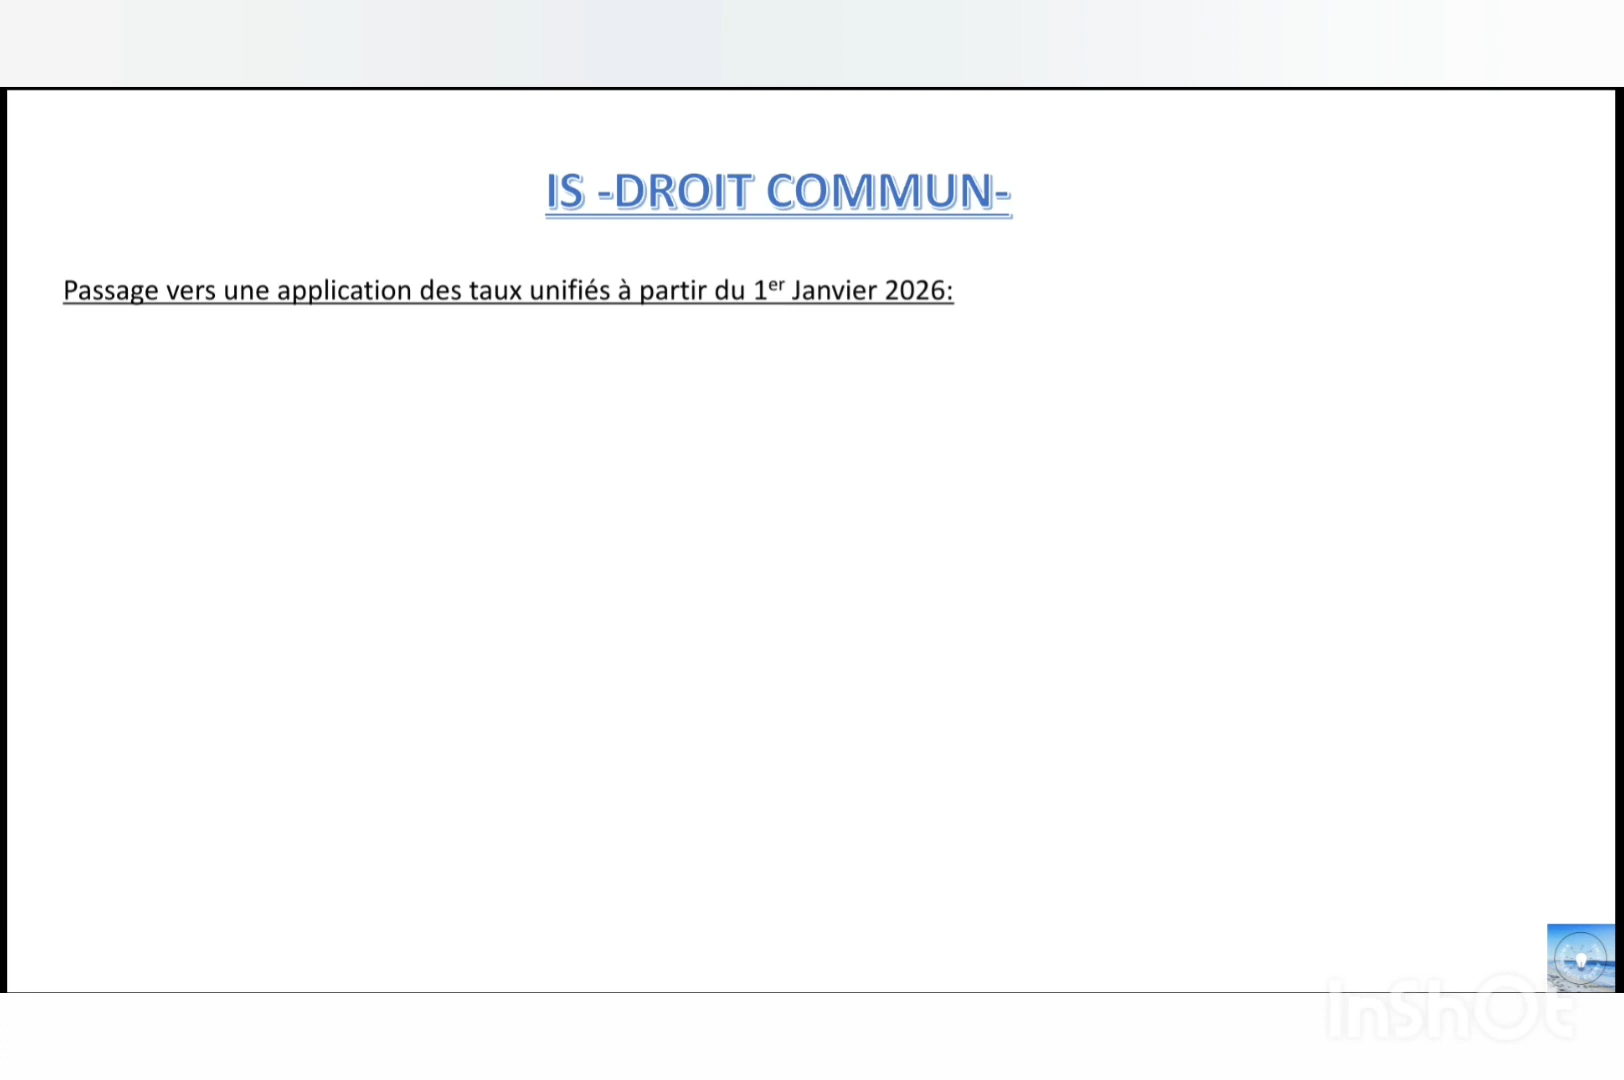 IS -DROIT COMMUN-
Passage vers une application des taux unifiés à partir du 1er Janvier 2026:
InShOt